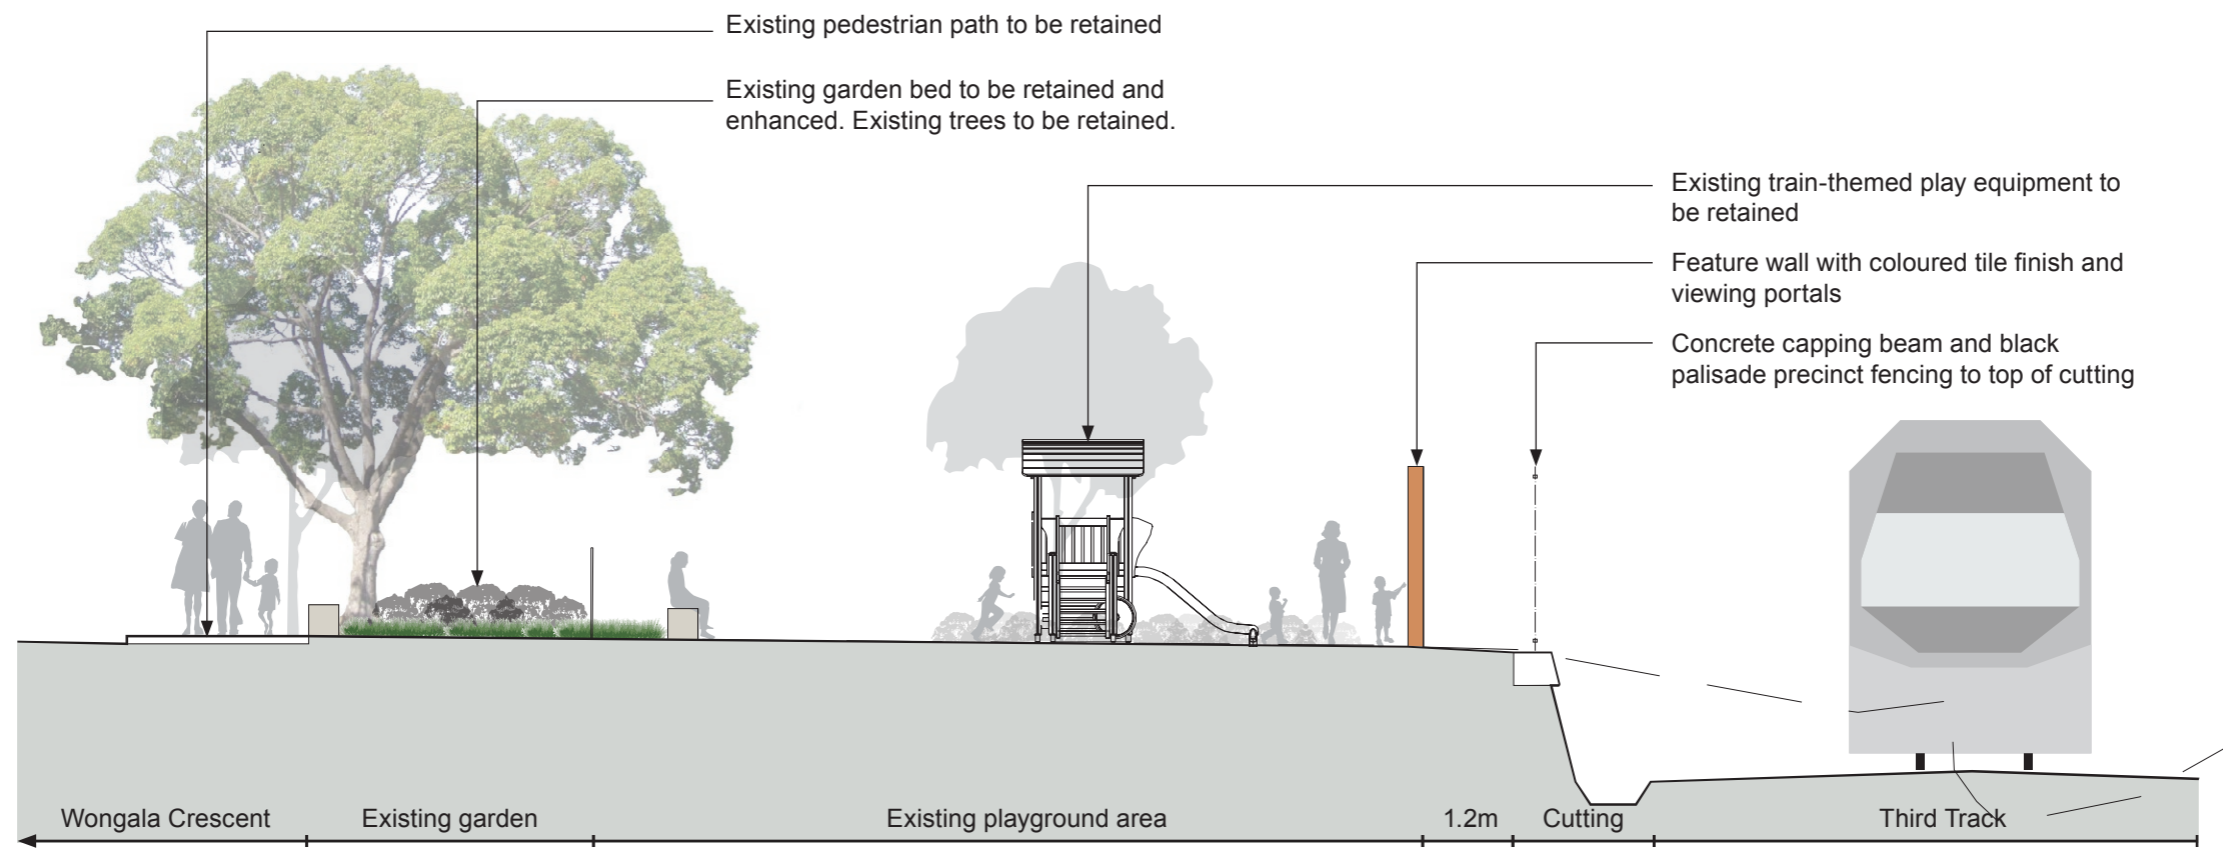 Existing pedestrian path to be retained
Existing garden bed to be retained and
enhanced. Existing trees to be retained.
Existing train-themed play equipment to
be retained
Feature wall with coloured tile finish and
viewing portals
Concrete capping beam and black
palisade precinct fencing to top of cutting
Wongala Crescent
Existing garden
Existing playground area
1.2m
Cutting
Third Track